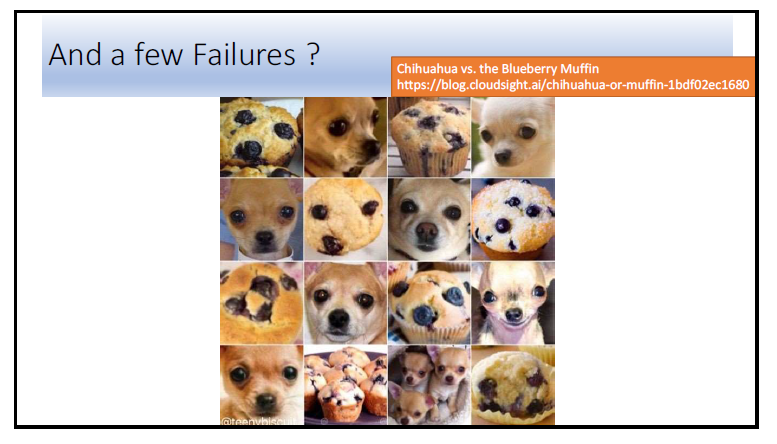 And a few Failures ?
Chihuahua vs. the Blueberry Muffin
https://blog.cloudsight.ai/chihuahua-or-muffin-1bdf02ec1680